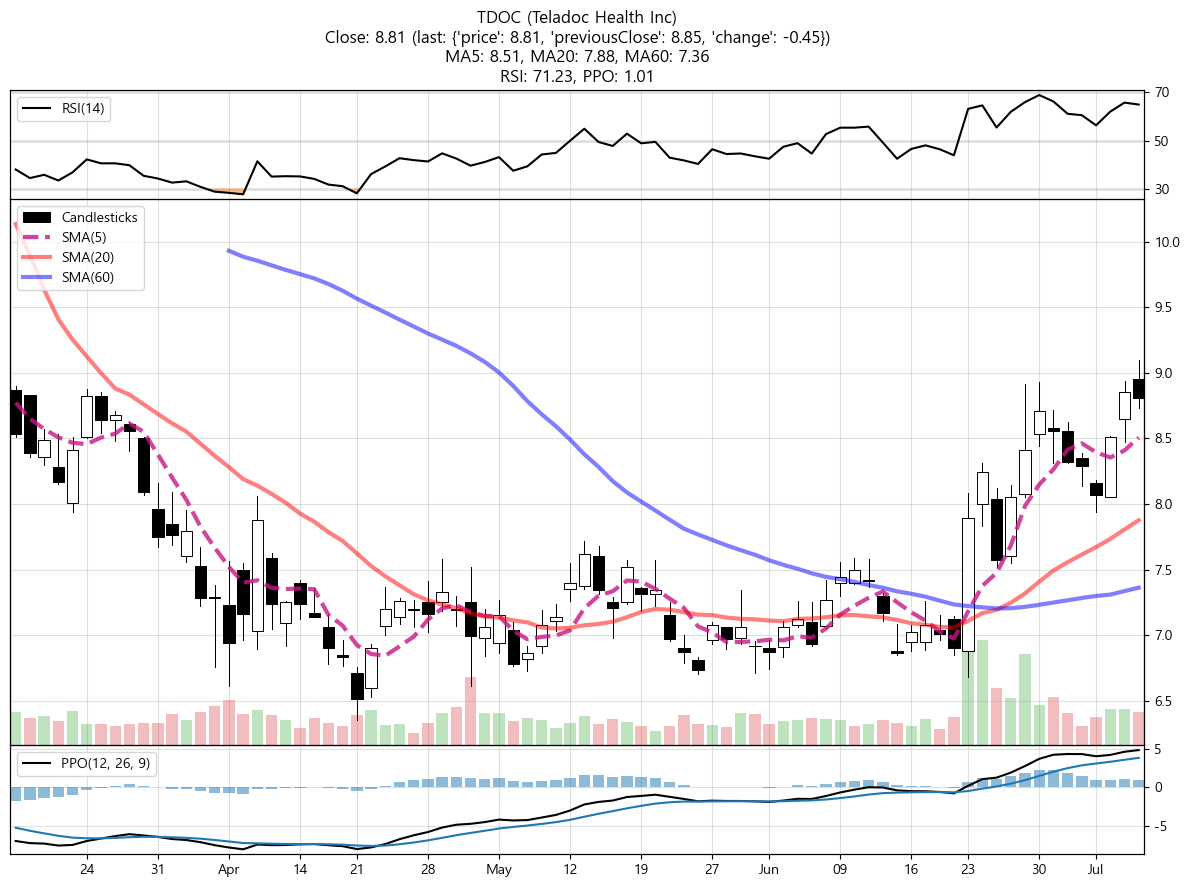 TDOC (Teladoc Health Inc)
Close: 8.81 (last: {'price': 8.81, 'previousClose': 8.85, 'change': -0.45})
MA5: 8.51, MA20: 7.88, MA60: 7.36
RSI: 71.23, PPO: 1.01
RSI(14)
70
50
30
Candlesticks
SMA(5)
SMA(20)
SMA(60)
10.0
9.5
9.0
8.5
8.0
7.5
7.0
6.5
PPO(12, 26, 9)
5
0
-5
24 31 Apr 14 21 28 May 12 19 27 Jun 09 16 23 30 Jul